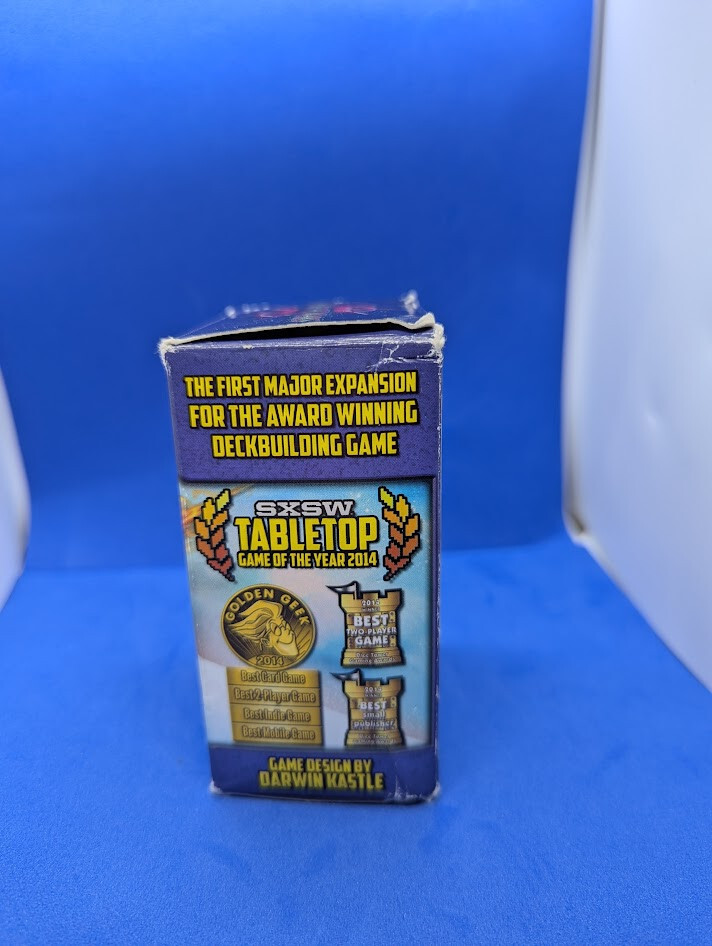 THE FIRST MAJOR EXPANSION
FOR THE AWARD WINNING
DECKBUILDING GAME
SXSW
TABLETOP
GAME OF THE YEAR 2014
GOLDEN GEEK
2014
Best Card Game
Best 2-Player Game
Best Indie Game
Best Mobile Game
BEST
TWO-PLAYER
GAME
BEST
small
publisher
GAME DESIGN BY
DARWIN KASTLE